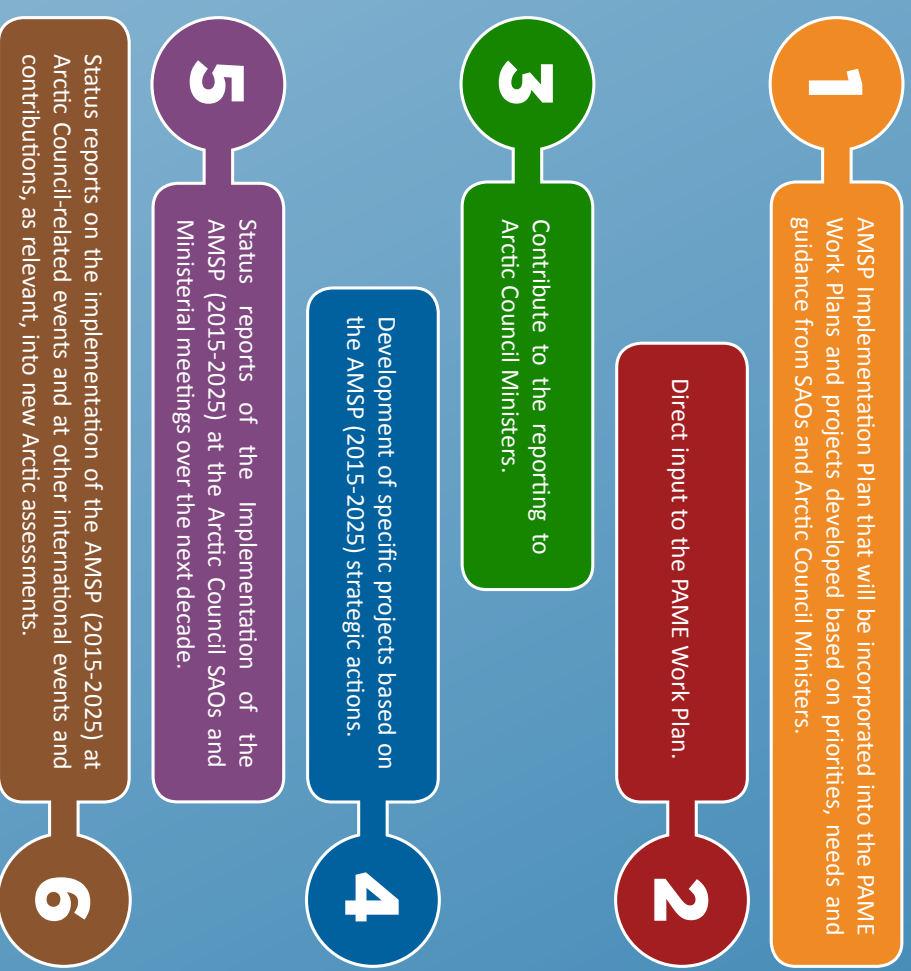 1
AMSP Implementation Plan that will be incorporated into the PAME
Work Plans and projects developed based on priorities, needs and
guidance from SAOs and Arctic Council Ministers.
Direct input to the PAME Work Plan.
2
3
Contribute to the reporting to
Arctic Council Ministers.
Development of specific projects based on
the AMSP (2015-2025) strategic actions.
4
5
Status reports of the Implementation of the
AMSP (2015-2025) at the Arctic Council SAOs and
Ministerial meetings over the next decade.
Status reports on the implementation of the AMSP (2015-2025) at
Arctic Council-related events and at other international events and
contributions, as relevant, into new Arctic assessments.
6